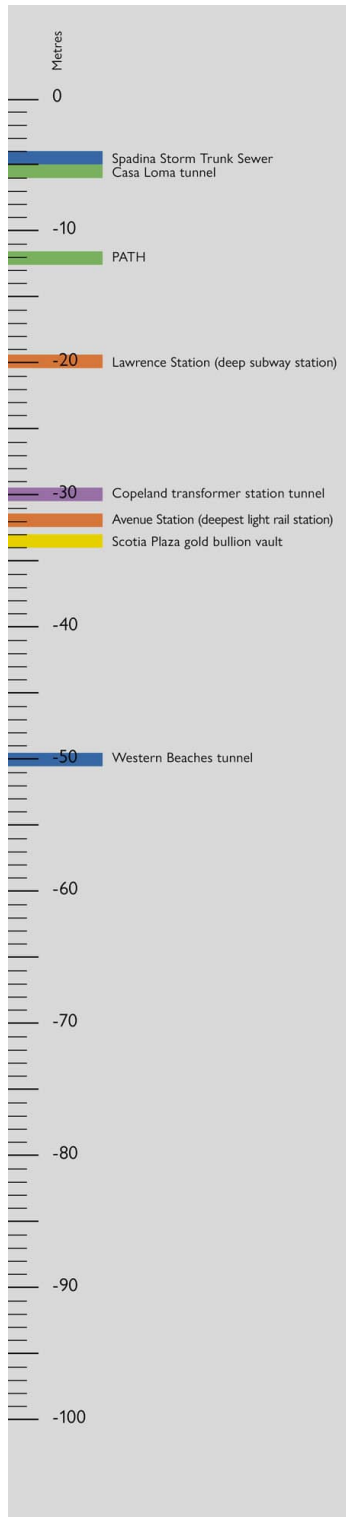 Metres
0
Spadina Storm Trunk Sewer
Casa Loma tunnel
-10
PATH
-20
Lawrence Station (deep subway station)
-30
Copeland transformer station tunnel
Avenue Station (deepest light rail station)
Scotia Plaza gold bullion vault
-40
-50
Western Beaches tunnel
-60
-70
-80
-90
-100